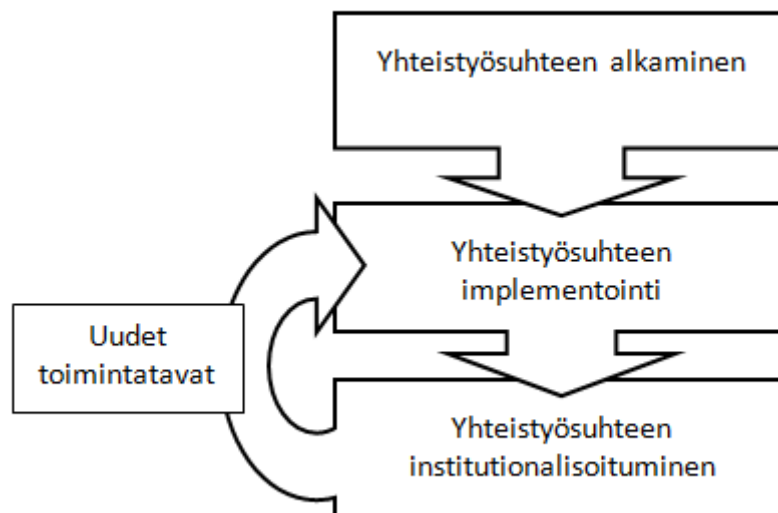 Yhteistyösuhteen alkaminen
Yhteistyösuhteen
implementointi
Uudet
toimintatavat
Yhteistyösuhteen
institutionalisoituminen